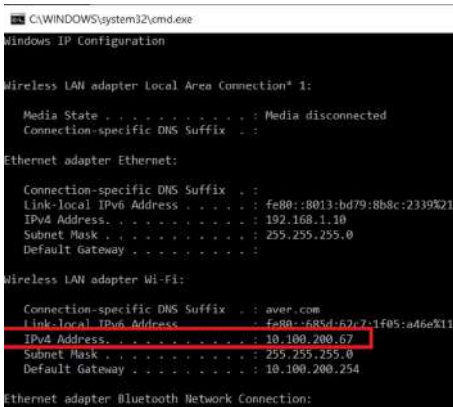 C:\WINDOWS\system32\cmd.exe
Windows IP Configuration
Wireless LAN adapter Local Area Connection* 1:
Media State . . . . . . . . . . . : Media disconnected
Connection-specific DNS Suffix  . :
Ethernet adapter Ethernet:
Connection-specific DNS Suffix  . :
Link-local IPv6 Address . . . . . : fe80::8013:bd79:8b8c:2339%21
IPv4 Address. . . . . . . . . . . : 192.168.1.10
Subnet Mask . . . . . . . . . . . : 255.255.255.0
Default Gateway . . . . . . . . . :
Wireless LAN adapter Wi-Fi:
Connection-specific DNS Suffix  . : aver.com
Link-local IPv6 Address . . . . . : fe80::685d:62c7:1f05:a46e%11
IPv4 Address. . . . . . . . . . . : 10.100.200.67
Subnet Mask . . . . . . . . . . . : 255.255.255.0
Default Gateway . . . . . . . . . : 10.100.200.254
Ethernet adapter Bluetooth Network Connection: